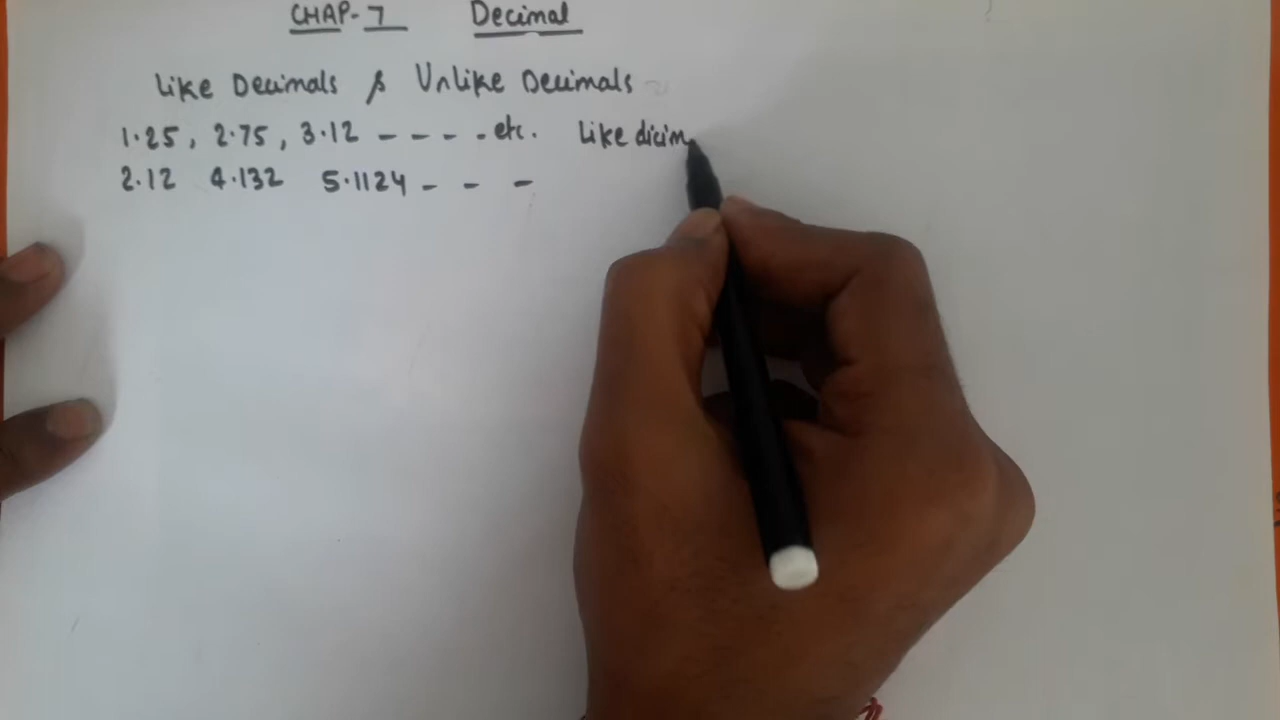 CHAP-7 Decimal
Like Decimals & Unlike Decimals
1.25, 2.75, 3.12 - - - - etc. Like dicim
2.12 4.132 5.1124 - - -